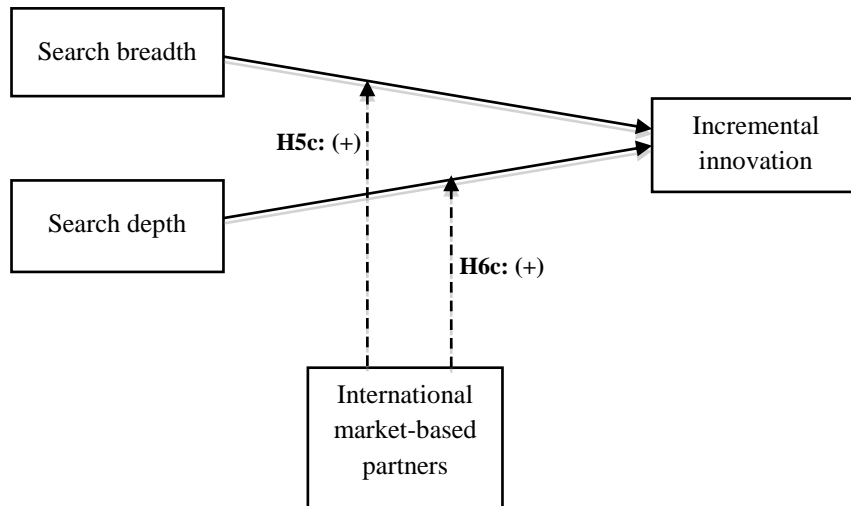 Search breadth
H5c: (+)
Incremental
innovation
Search depth
H6c: (+)
International
market-based
partners